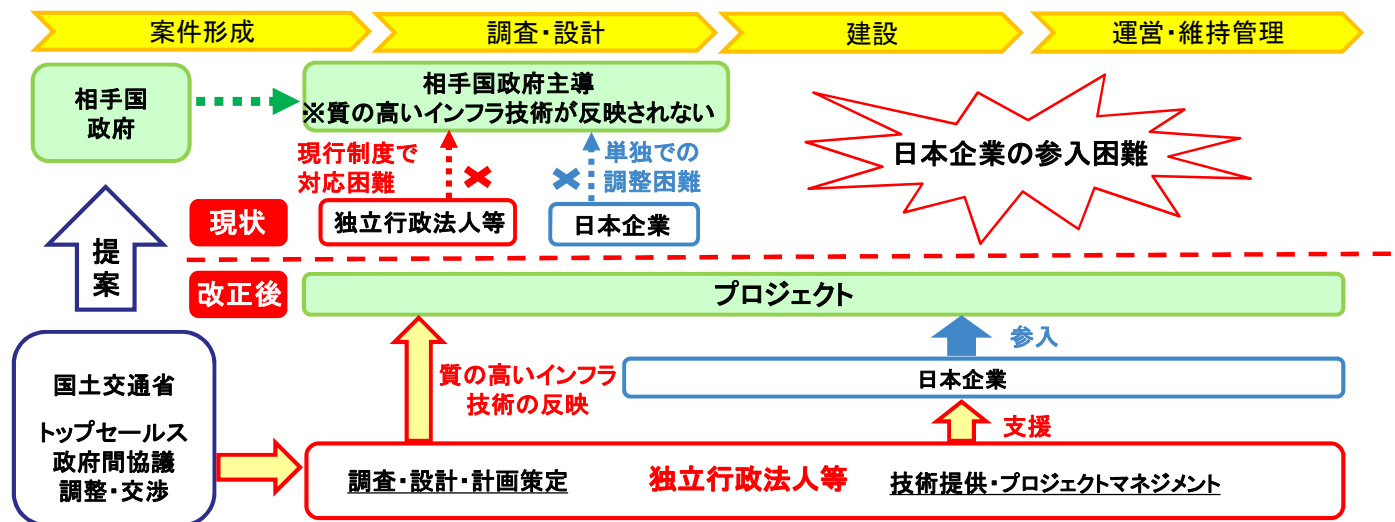 案件形成
調査・設計
建設
運営・維持管理
相手国
政府
相手国政府主導
※質の高いインフラ技術が反映されない
現行制度で
対応困難
単独での
調整困難
日本企業の参入困難
現状
独立行政法人等
日本企業
提
案
改正後
プロジェクト
参入
国土交通省
トップセールス
政府間協議
調整・交渉
質の高いインフラ
技術の反映
日本企業
支援
調査・設計・計画策定
独立行政法人等
技術提供・プロジェクトマネジメント